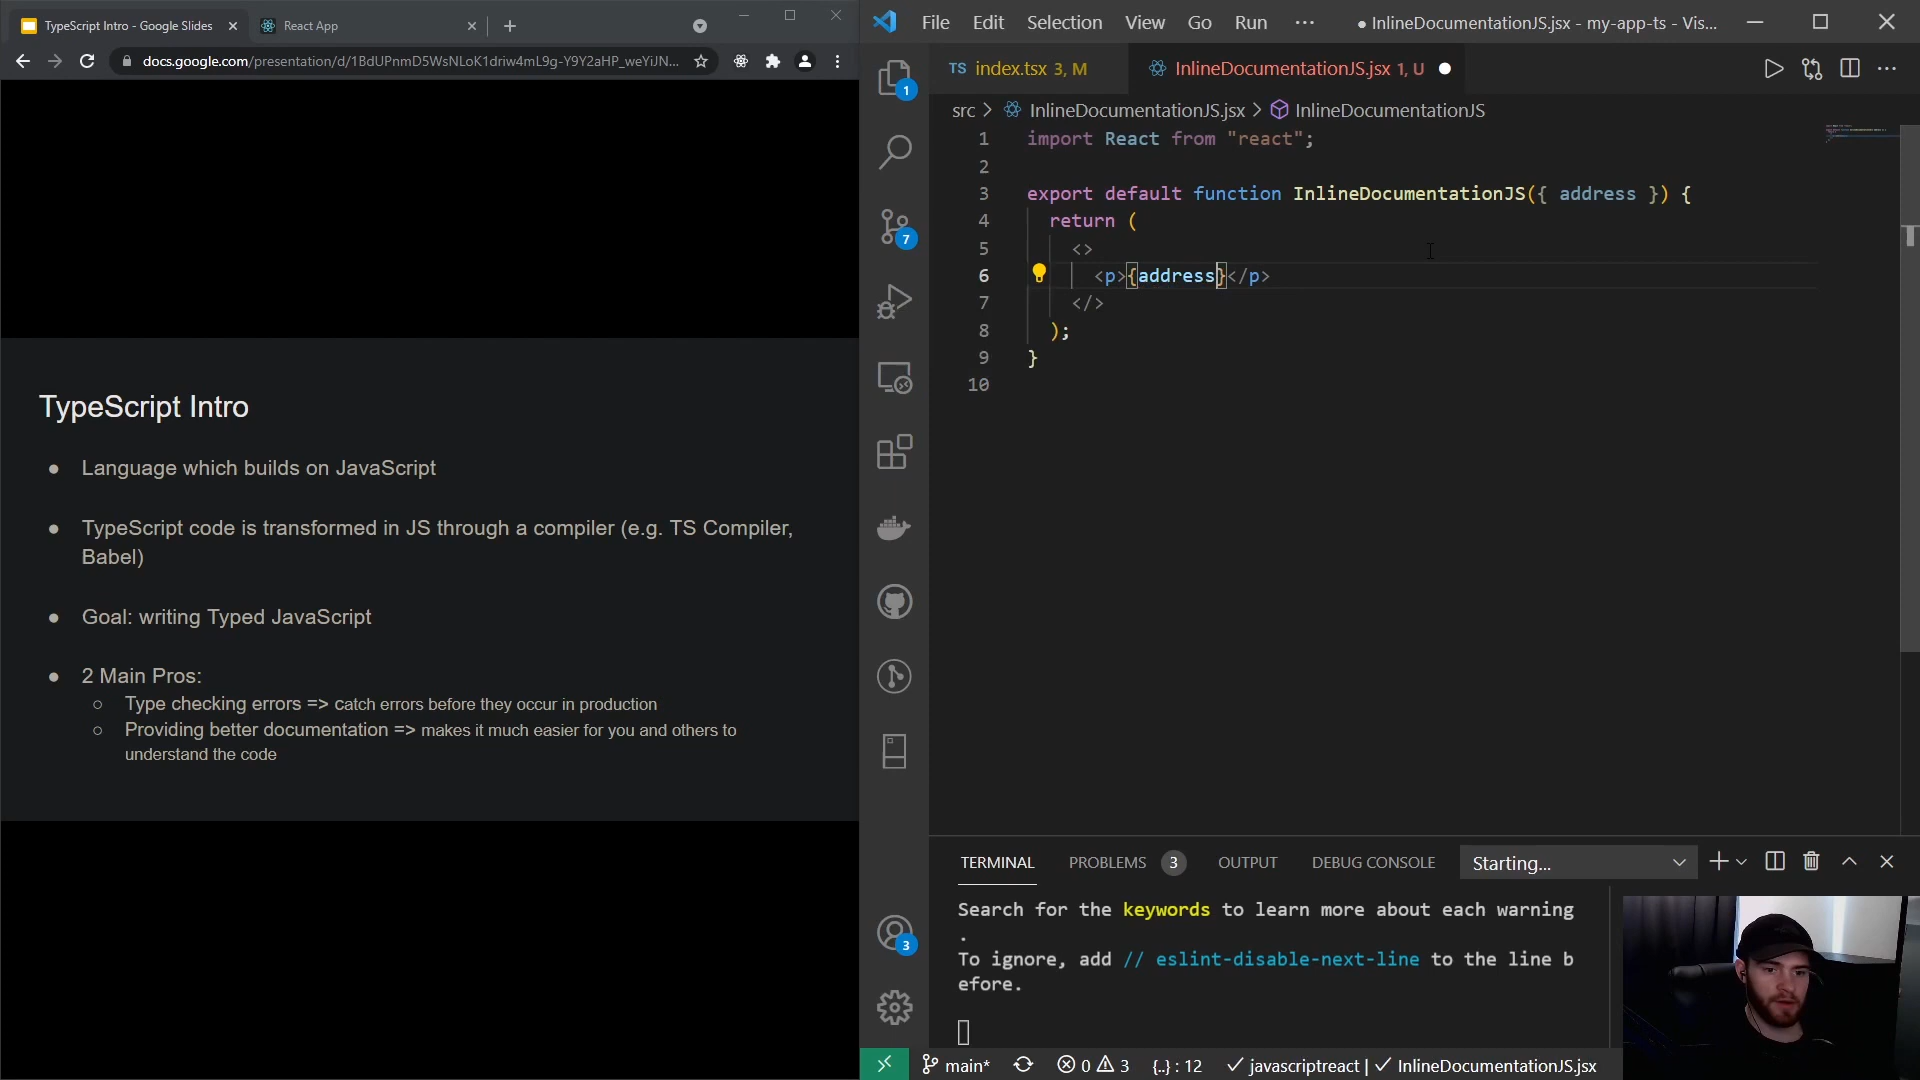 TypeScript Intro - Google Slides
React App
docs.google.com/presentation/d/1BdUPnmD5WsNLoK1driw4mL9g-Y9Y2aHP_weYiJN...
TypeScript Intro
Language which builds on JavaScript
TypeScript code is transformed in JS through a compiler (e.g. TS Compiler,
Babel)
Goal: writing Typed JavaScript
2 Main Pros:
Type checking errors => catch errors before they occur in production
Providing better documentation => makes it much easier for you and others to
understand the code
File Edit Selection View Go Run ··· ● InlineDocumentationJS.jsx - my-app-ts - Vis...
TS index.tsx 3, M
InlineDocumentationJS.jsx 1, U
src > InlineDocumentationJS.jsx > InlineDocumentationJS
1 import React from "react";
2
3 export default function InlineDocumentationJS({ address }) {
4 return (
5 <>
6 <p>{address}</p>
7 </>
8 );
9 }
10
1
7
3
TERMINAL PROBLEMS 3 OUTPUT DEBUG CONSOLE Starting...
Search for the keywords to learn more about each warning
.
To ignore, add // eslint-disable-next-line to the line b
efore.
main* 0 3 {..} : 12 ✓ javascriptreact | ✓ InlineDocumentationJS.jsx